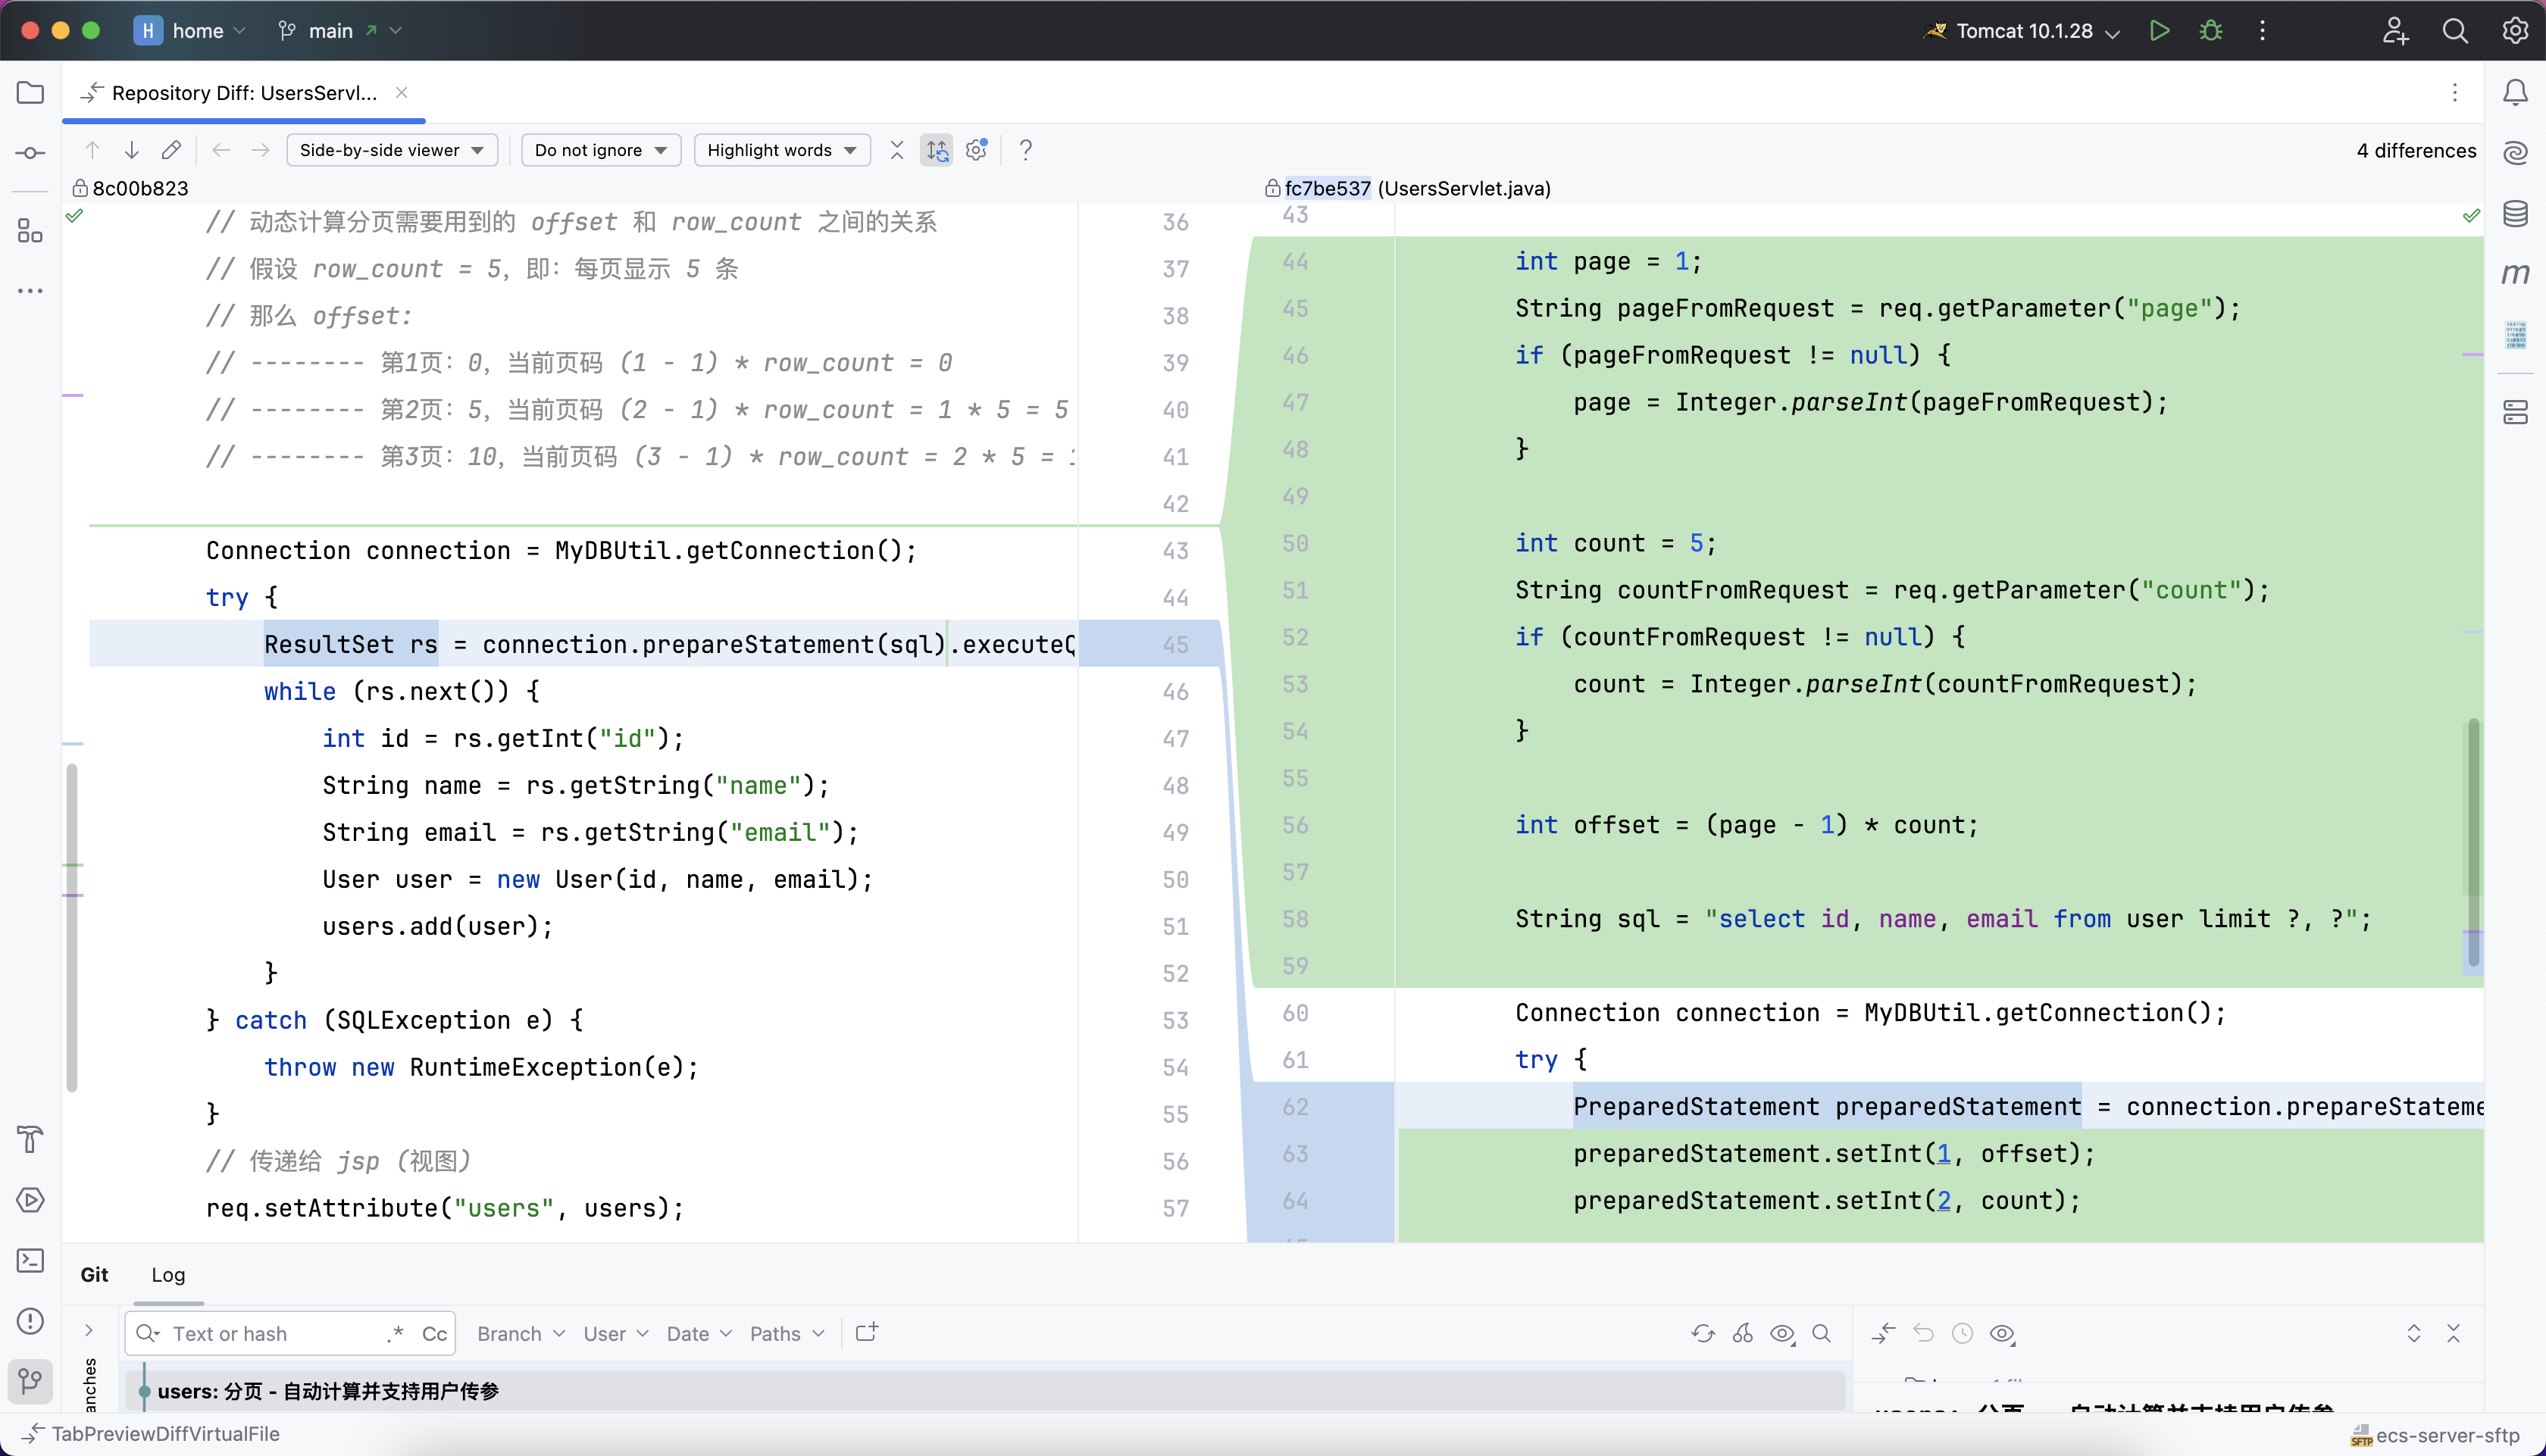 H home main Tomcat 10.1.28
Repository Diff: UsersServl...
Side-by-side viewer Do not ignore Highlight words ? 4 differences
8c00b823
fc7be537 (UsersServlet.java)
// 动态计算分页需要用到的 offset 和 row_count 之间的关系 36
// 假设 row_count = 5, 即: 每页显示 5 条 37
// 那么 offset: 38
// -------- 第1页: 0, 当前页码 (1 - 1) * row_count = 0 39
// -------- 第2页: 5, 当前页码 (2 - 1) * row_count = 1 * 5 = 5 40
// -------- 第3页: 10, 当前页码 (3 - 1) * row_count = 2 * 5 = 41
42
Connection connection = MyDBUtil.getConnection(); 43
try { 44
ResultSet rs = connection.prepareStatement(sql).executeQ 45
while (rs.next()) { 46
int id = rs.getInt("id"); 47
String name = rs.getString("name"); 48
String email = rs.getString("email"); 49
User user = new User(id, name, email); 50
users.add(user); 51
} 52
} catch (SQLException e) { 53
throw new RuntimeException(e); 54
} 55
// 传递给 jsp (视图) 56
req.setAttribute("users", users); 57
43
44 int page = 1;
45 String pageFromRequest = req.getParameter("page");
46 if (pageFromRequest != null) {
47 page = Integer.parseInt(pageFromRequest);
48 }
49
50 int count = 5;
51 String countFromRequest = req.getParameter("count");
52 if (countFromRequest != null) {
53 count = Integer.parseInt(countFromRequest);
54 }
55
56 int offset = (page - 1) * count;
57
58 String sql = "select id, name, email from user limit ?, ?";
59
60 Connection connection = MyDBUtil.getConnection();
61 try {
62 PreparedStatement preparedStatement = connection.prepareStateme
63 preparedStatement.setInt(1, offset);
64 preparedStatement.setInt(2, count);
Git Log
Text or hash .* Cc Branch User Date Paths
anches
users: 分页 - 自动计算并支持用户传参
TabPreviewDiffVirtualFile
SFTP ecs-server-sftp